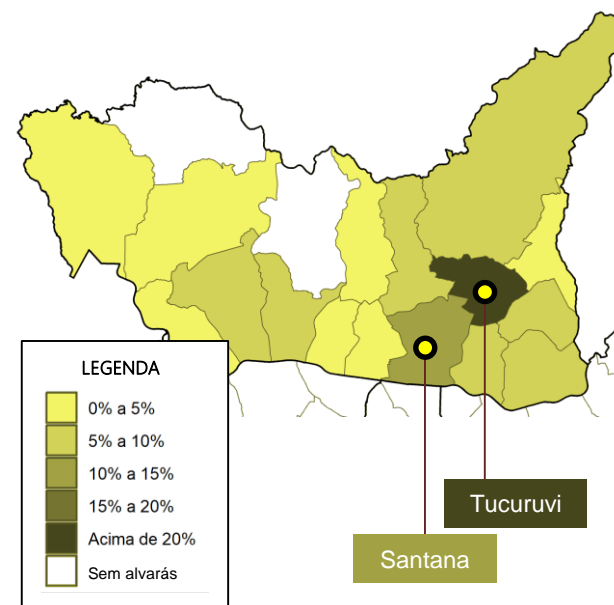 LEGENDA
0% a 5%
5% a 10%
10% a 15%
15% a 20%
Acima de 20%
Sem alvarás
Tucuruvi
Santana